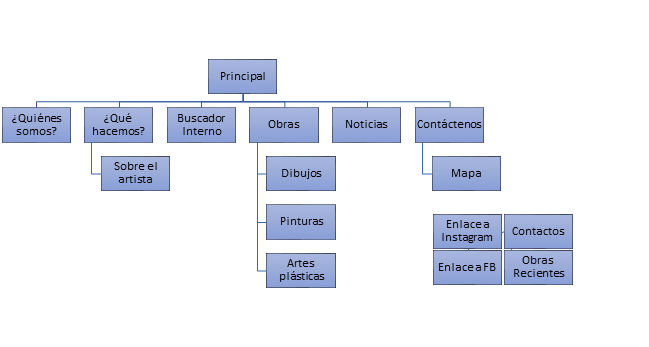 Principal
¿Quiénes
somos?
¿Qué
hacemos?
Buscador
Interno
Obras
Noticias
Contáctenos
Sobre el
artista
Dibujos
Mapa
Pinturas
Enlace a
Instagram
Contactos
Artes
plásticas
Enlace a FB
Obras
Recientes